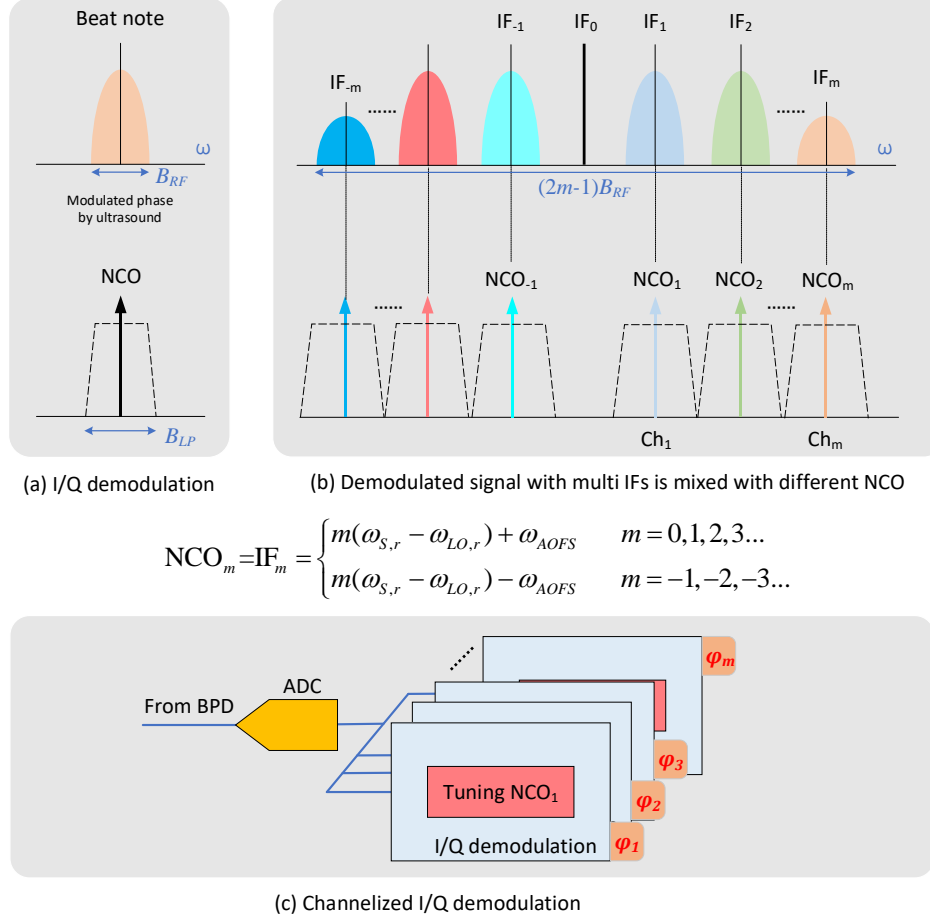 Beat note
ω
B_RF
Modulated phase
by ultrasound
NCO
B_LP
(a) I/Q demodulation
IF_-m
......
IF_-1
IF_0
IF_1
IF_2
......
IF_m
ω
(2m-1)B_RF
......
NCO_-1
NCO_1
NCO_2
......
NCO_m
Ch_1
Ch_m
(b) Demodulated signal with multi IFs is mixed with different NCO
NCO_m=IF_m= { m(ω_S,r − ω_LO,r) + ω_AOFS m = 0,1,2,3...
m(ω_S,r − ω_LO,r) − ω_AOFS m = −1,−2,−3...
From BPD
ADC
φ_m
φ_3
φ_2
φ_1
Tuning NCO_1
I/Q demodulation
(c) Channelized I/Q demodulation